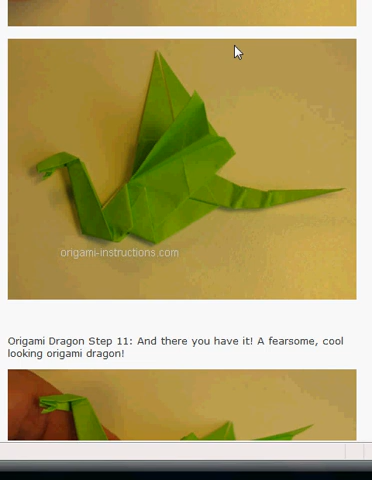 origami-instructions.com
Origami Dragon Step 11: And there you have it! A fearsome, cool
looking origami dragon!